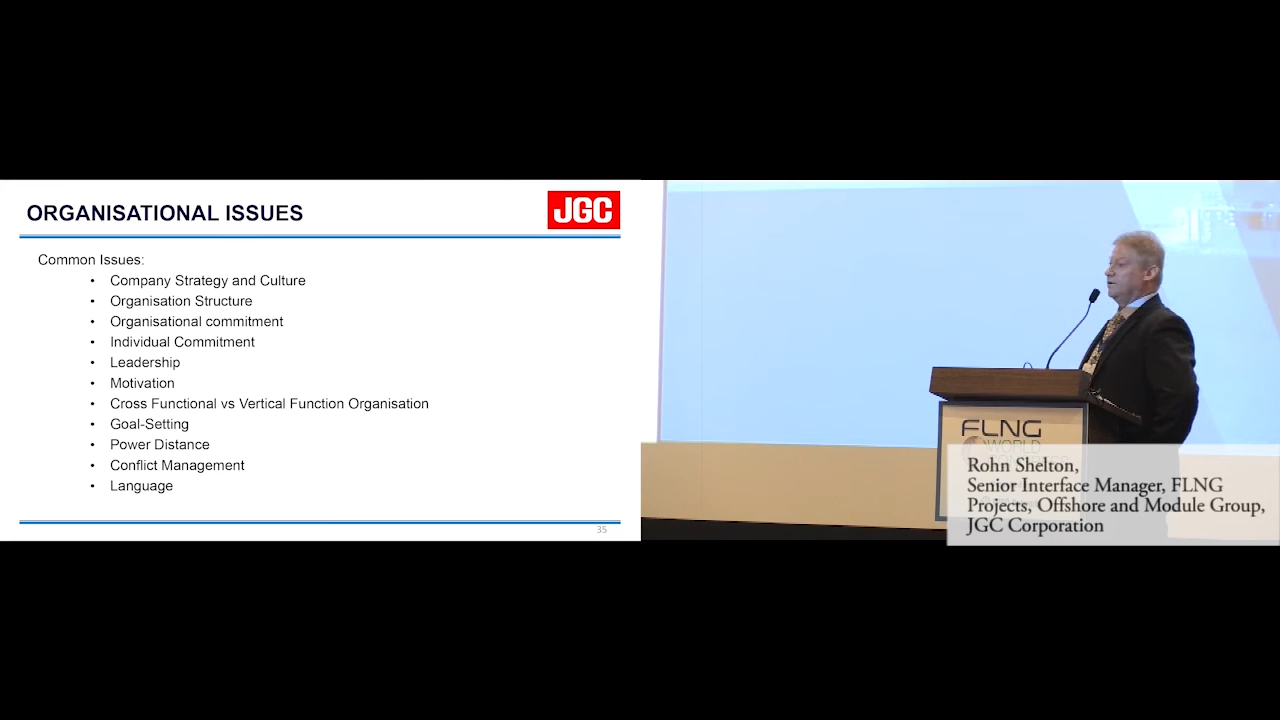 ORGANISATIONAL ISSUES
JGC
Common Issues:
• Company Strategy and Culture
• Organisation Structure
• Organisational commitment
• Individual Commitment
• Leadership
• Motivation
• Cross Functional vs Vertical Function Organisation
• Goal-Setting
• Power Distance
• Conflict Management
• Language
35
FLNG
WORLD
Rohn Shelton,
Senior Interface Manager, FLNG
Projects, Offshore and Module Group,
JGC Corporation